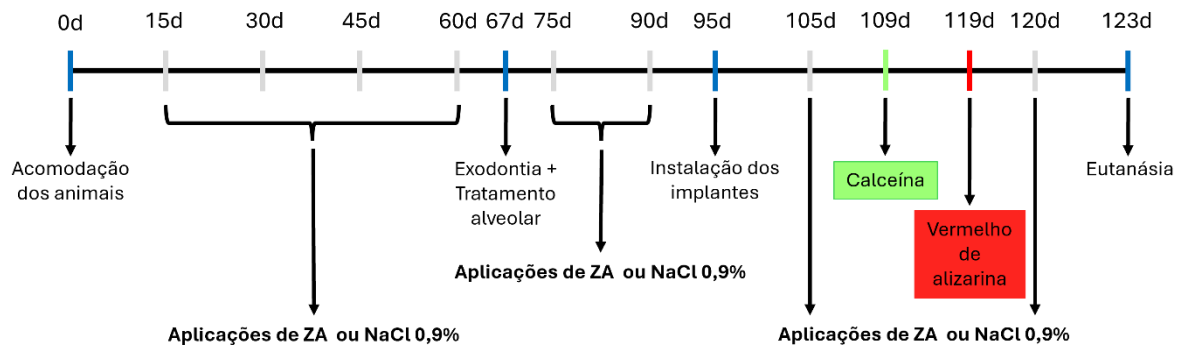 0d 15d 30d 45d 60d 67d 75d 90d 95d 105d 109d 119d 120d 123d
Acomodação
dos animais
Exodontia +
Tratamento
alveolar
Instalação dos
implantes
Calceína
Eutanásia
Vermelho
de
alizarina
Aplicações de ZA ou NaCl 0,9%
Aplicações de ZA ou NaCl 0,9%
Aplicações de ZA ou NaCl 0,9%